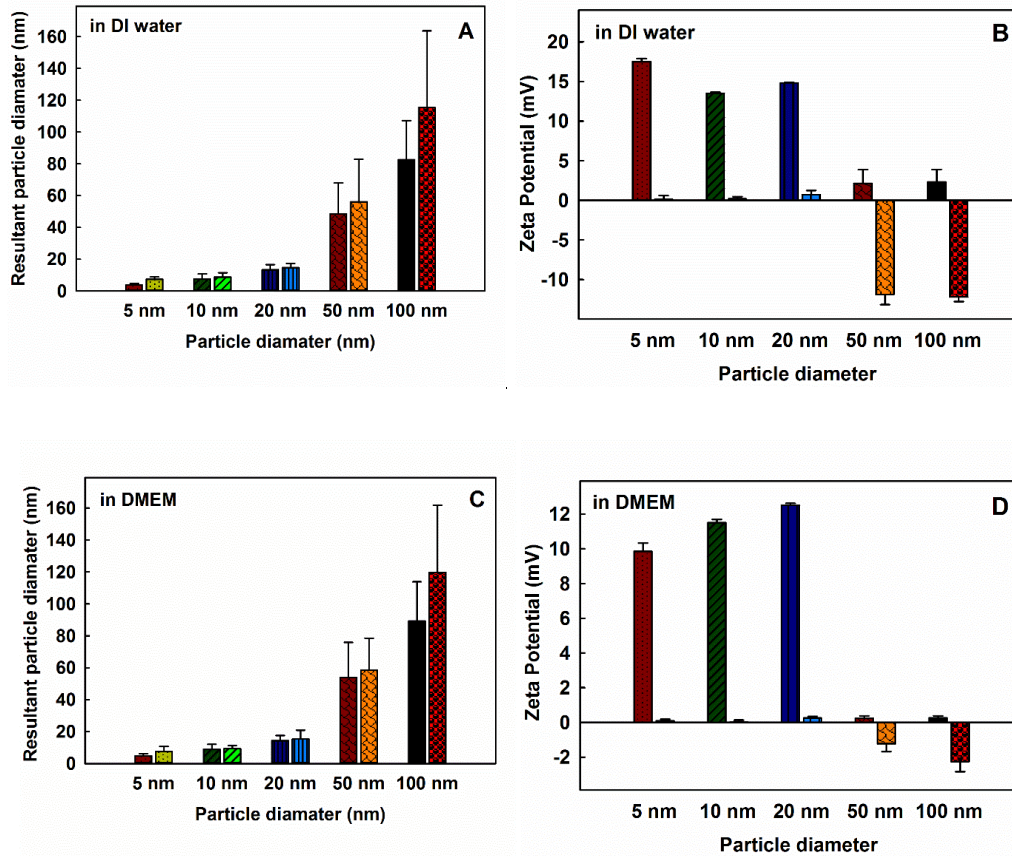 in DI water
A
Resultant particle diamater (nm)
160
140
120
100
80
60
40
20
0
5 nm 10 nm 20 nm 50 nm 100 nm
Particle diamater (nm)
in DI water
B
Zeta Potential (mV)
20
15
10
5
0
-5
-10
5 nm 10 nm 20 nm 50 nm 100 nm
Particle diameter
in DMEM
C
Resultant particle diamater (nm)
160
140
120
100
80
60
40
20
0
5 nm 10 nm 20 nm 50 nm 100 nm
Particle diamater (nm)
in DMEM
D
Zeta Potential (mV)
12
10
8
6
4
2
0
-2
5 nm 10 nm 20 nm 50 nm 100 nm
Particle diameter